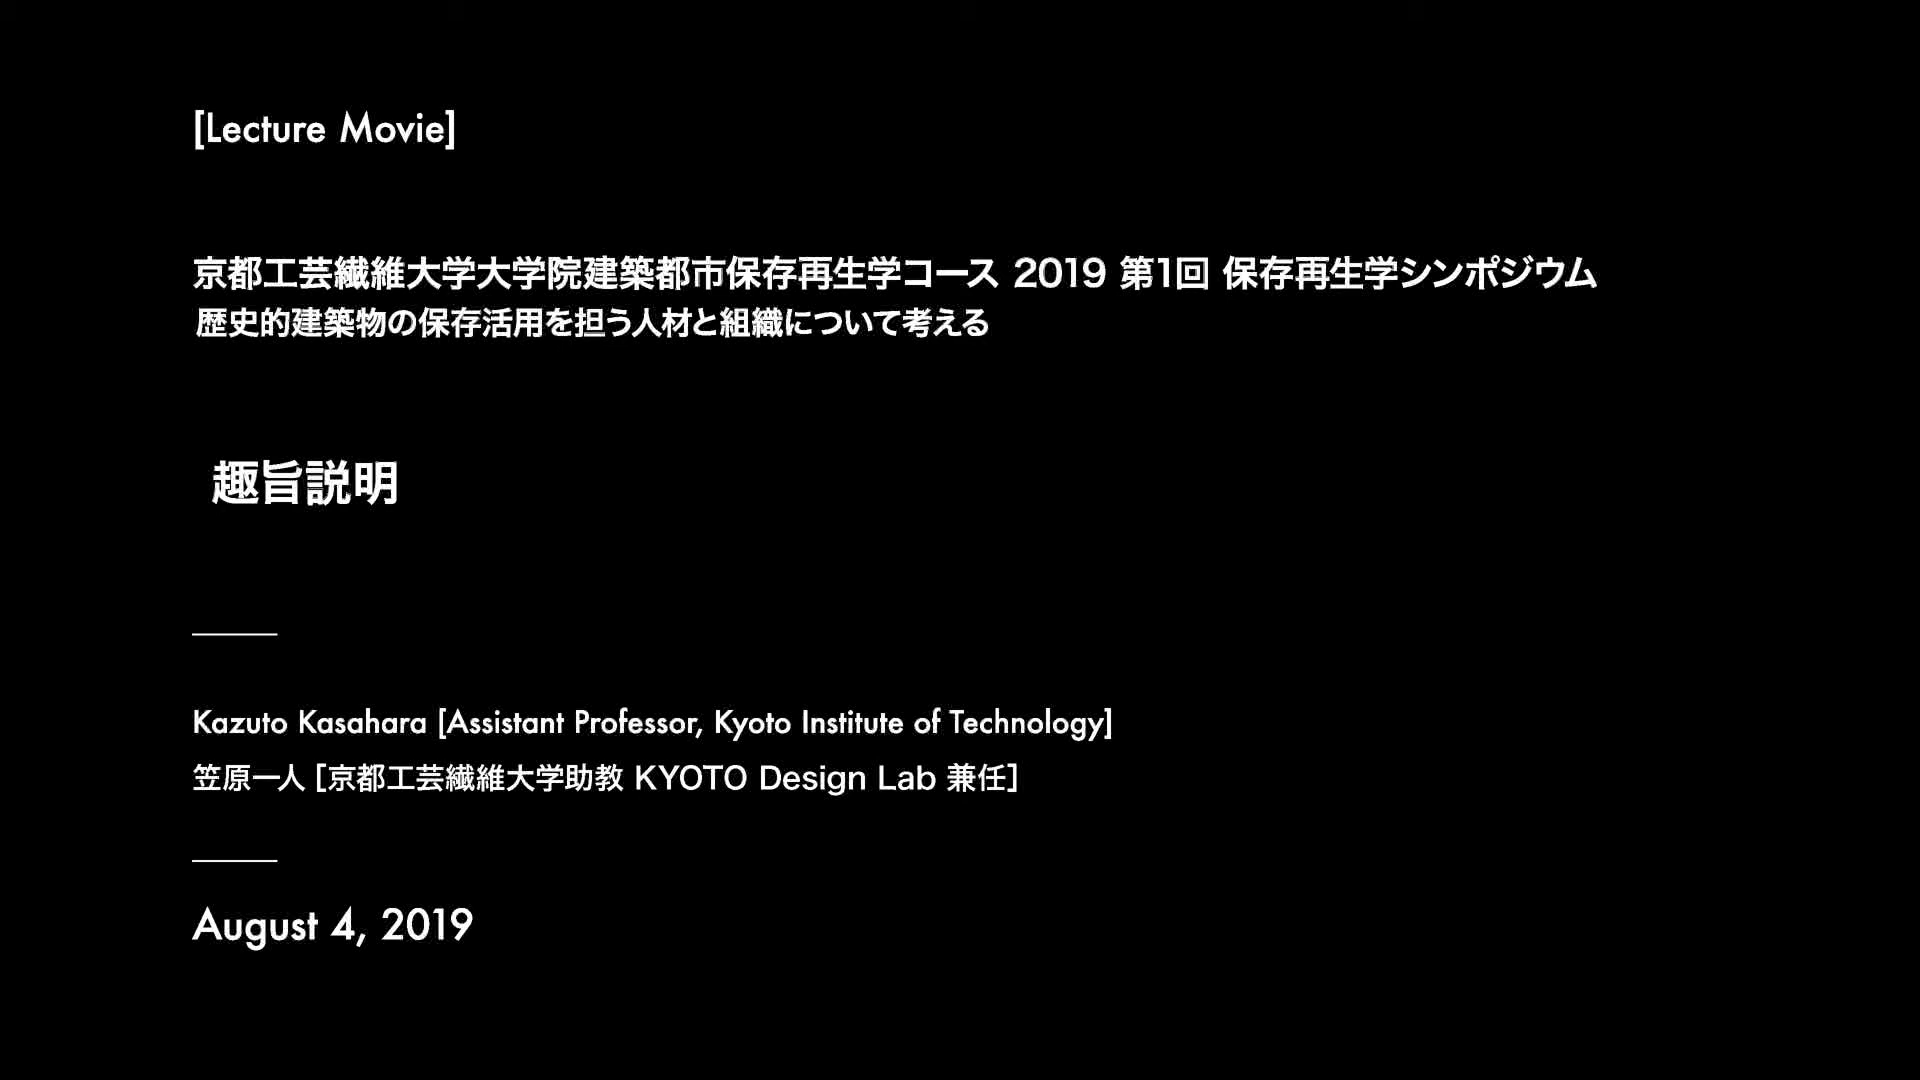 [Lecture Movie]
京都工芸繊維大学大学院建築都市保存再生学コース 2019 第1回 保存再生学シンポジウム
歴史的建築物の保存活用を担う人材と組織について考える
趣旨説明
Kazuto Kasahara [Assistant Professor, Kyoto Institute of Technology]
笠原一人 [京都工芸繊維大学助教 KYOTO Design Lab 兼任]
August 4, 2019